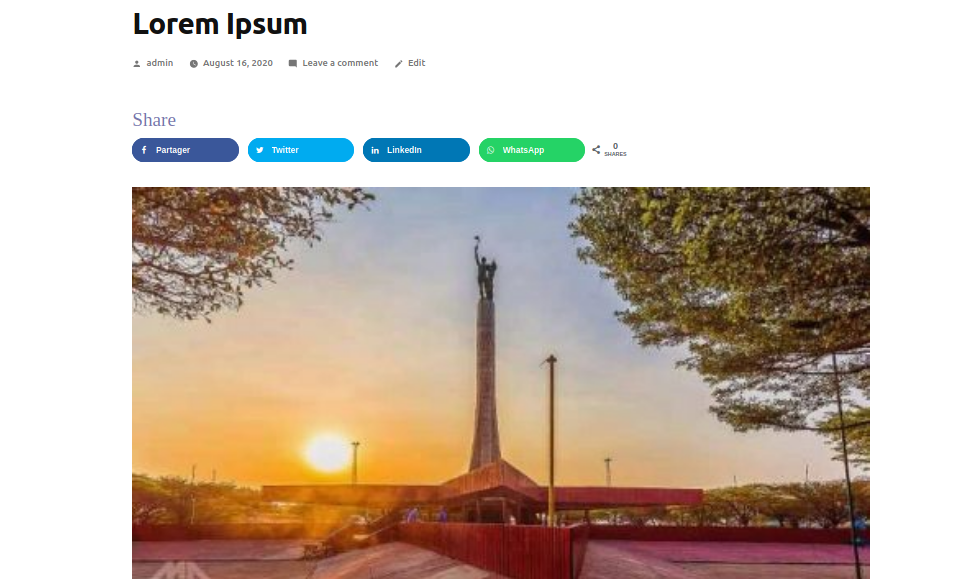 Lorem Ipsum
admin August 16, 2020 Leave a comment Edit
Share
Partager Twitter LinkedIn WhatsApp 0
SHARES